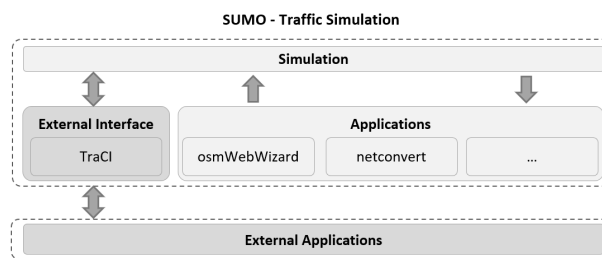 SUMO - Traffic Simulation
Simulation
External Interface
TraCI
Applications
osmWebWizard
netconvert
...
External Applications